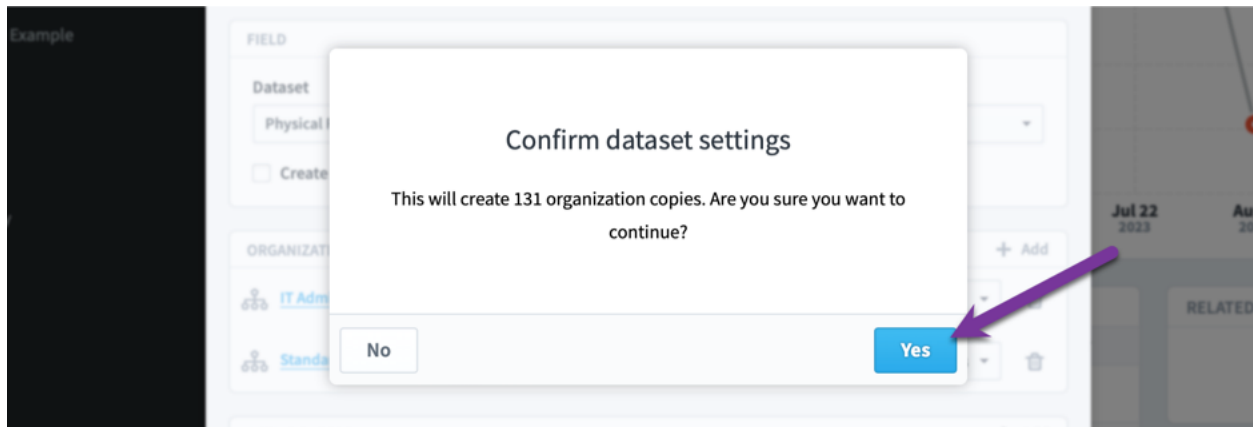 Example
FIELD
Dataset
Physical
Create
Confirm dataset settings
This will create 131 organization copies. Are you sure you want to
continue?
Jul 22
2023
+ Add
IT Adm
Standa
RELATED
No
Yes